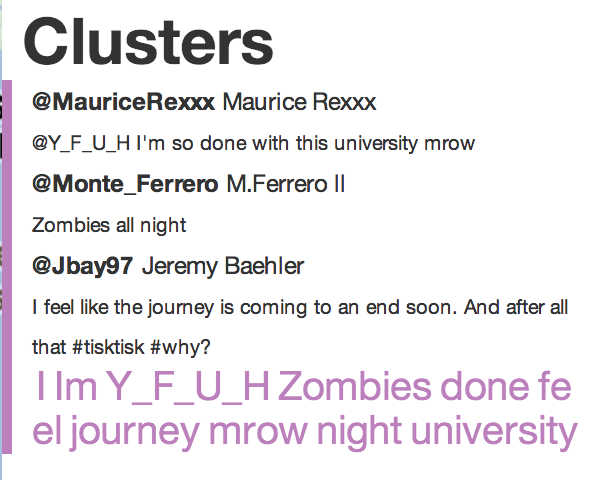 Clusters
@MauriceRexxx Maurice Rexxx
@Y_F_U_H I'm so done with this university mrow
@Monte_Ferrero M.Ferrero II
Zombies all night
@Jbay97 Jeremy Baehler
I feel like the journey is coming to an end soon. And after all
that #tisktisk #why?
I Im Y_F_U_H Zombies done fe
el journey mrow night university